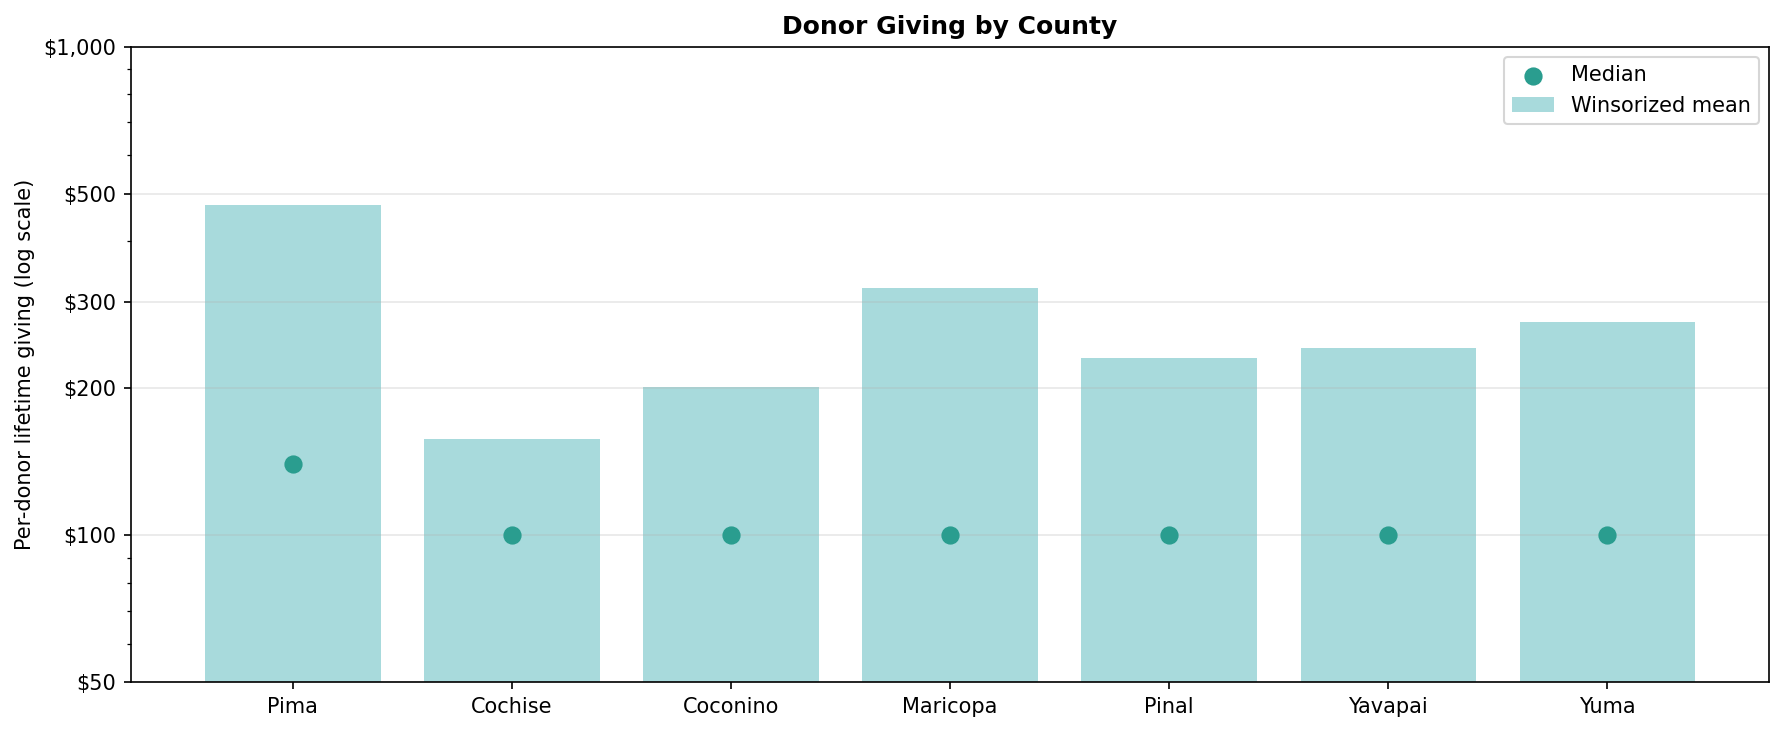 Donor Giving by County
Per-donor lifetime giving (log scale)
$1,000
$500
$300
$200
$100
$50
Median
Winsorized mean
Pima Cochise Coconino Maricopa Pinal Yavapai Yuma